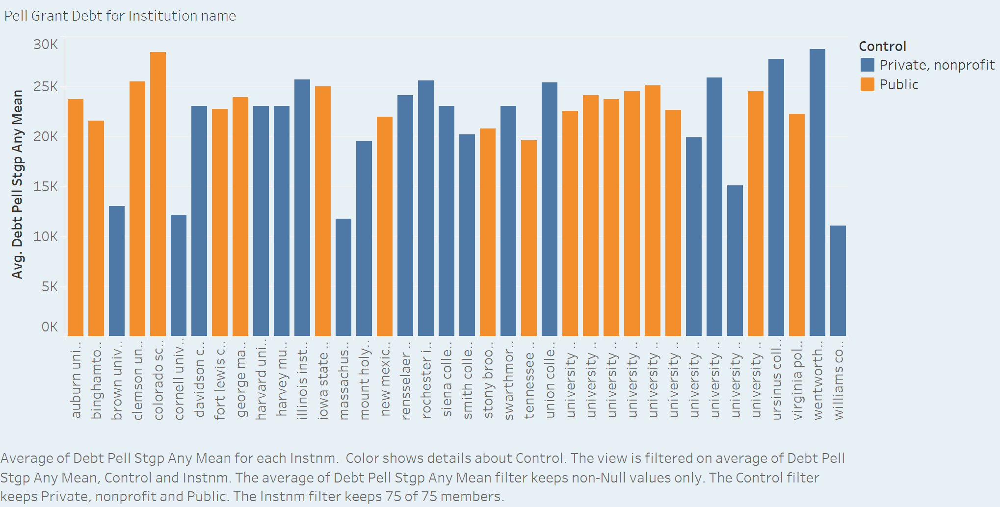 Pell Grant Debt for Institution name
30K
25K
20K
15K
10K
5K
0K
Avg. Debt Pell Stgp Any Mean
Control
Private, nonprofit
Public
auburn uni..
binghamto..
brown univ..
clemson un..
colorado sc..
cornell univ..
davidson c..
fort lewis c..
george ma..
harvard uni..
harvey mu..
illinois inst..
iowa state ..
massachus..
mount holy..
new mexic..
rensselaer ..
rochester i..
siena colle..
smith colle..
stony broo..
swarthmor..
tennessee ..
union colle..
university ..
university ..
university ..
university ..
university ..
university ..
university ..
university ..
university ..
university ..
ursinus coll..
virginia pol..
wentworth..
williams co..
Average of Debt Pell Stgp Any Mean for each Instnm.  Color shows details about Control. The view is filtered on average of Debt Pell
Stgp Any Mean, Control and Instnm. The average of Debt Pell Stgp Any Mean filter keeps non-Null values only. The Control filter
keeps Private, nonprofit and Public. The Instnm filter keeps 75 of 75 members.